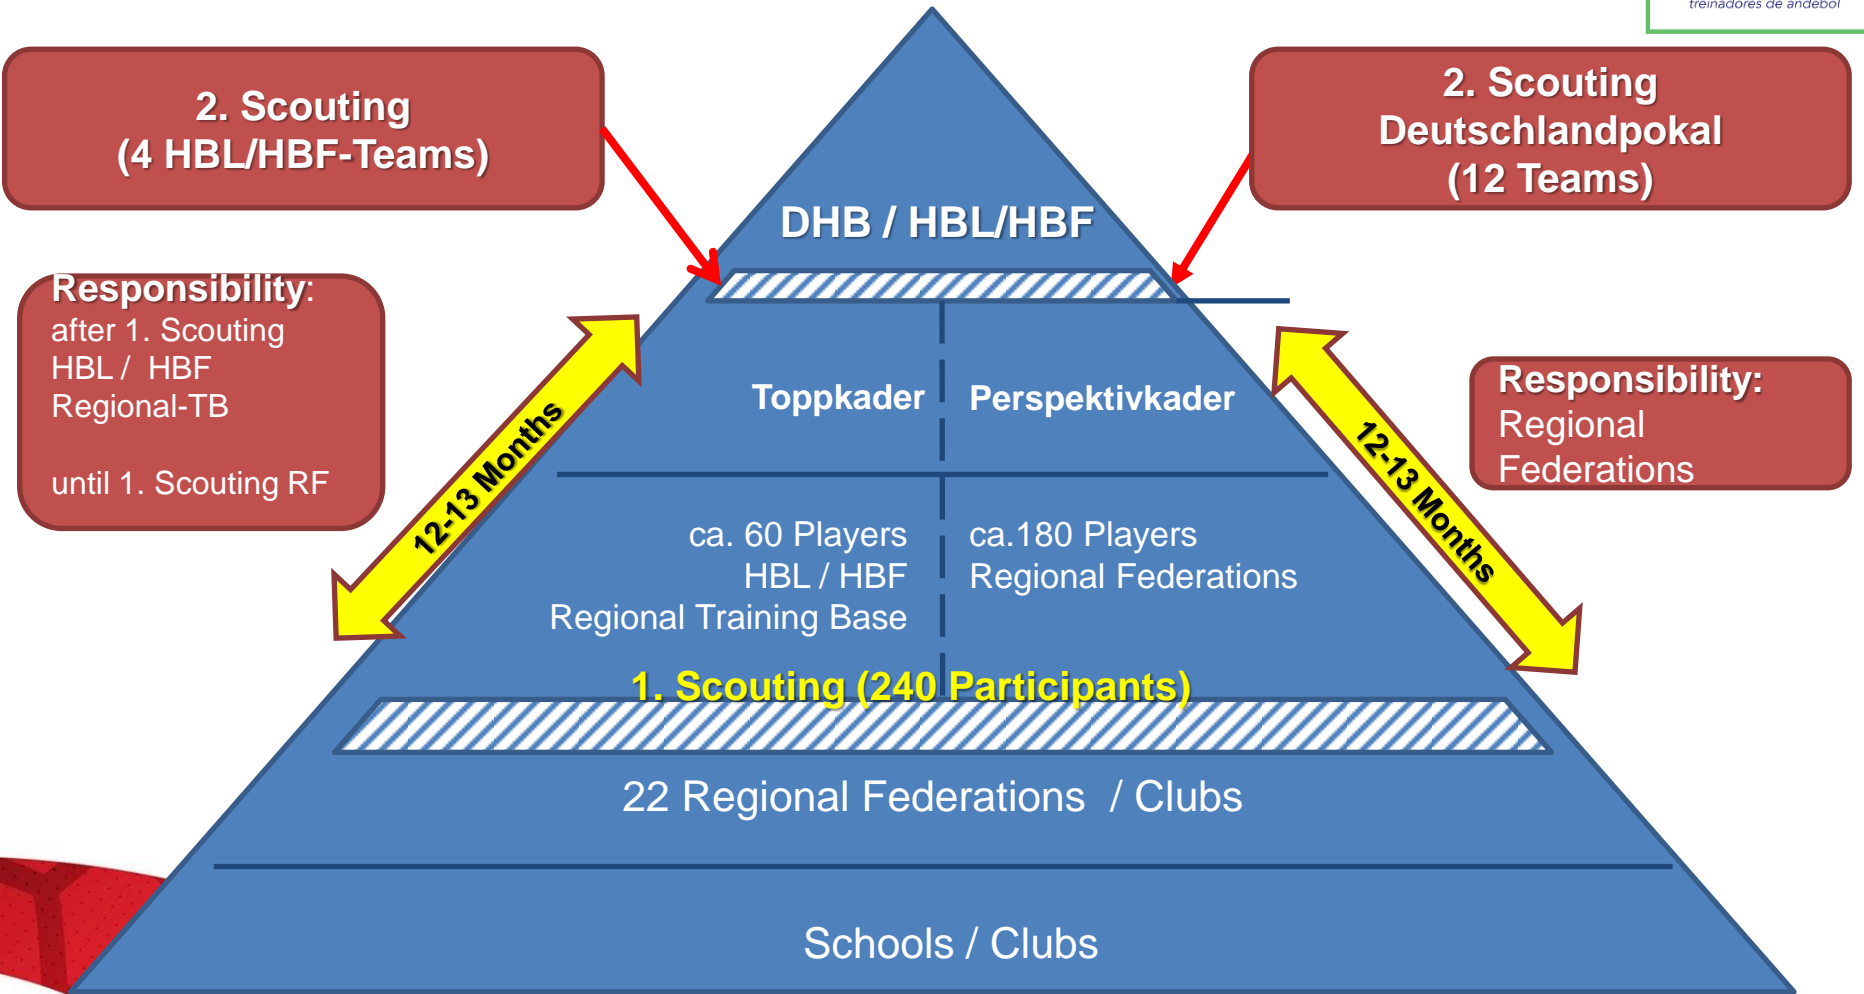 treinadores de andebol
2. Scouting
(4 HBL/HBF-Teams)
2. Scouting
Deutschlandpokal
(12 Teams)
DHB / HBL/HBF
Responsibility:
after 1. Scouting
HBL / HBF
Regional-TB
until 1. Scouting RF
12-13 Months
Toppkader
Perspektivkader
12-13 Months
Responsibility:
Regional
Federations
ca. 60 Players
HBL / HBF
Regional Training Base
ca.180 Players
Regional Federations
1. Scouting (240 Participants)
22 Regional Federations / Clubs
Schools / Clubs